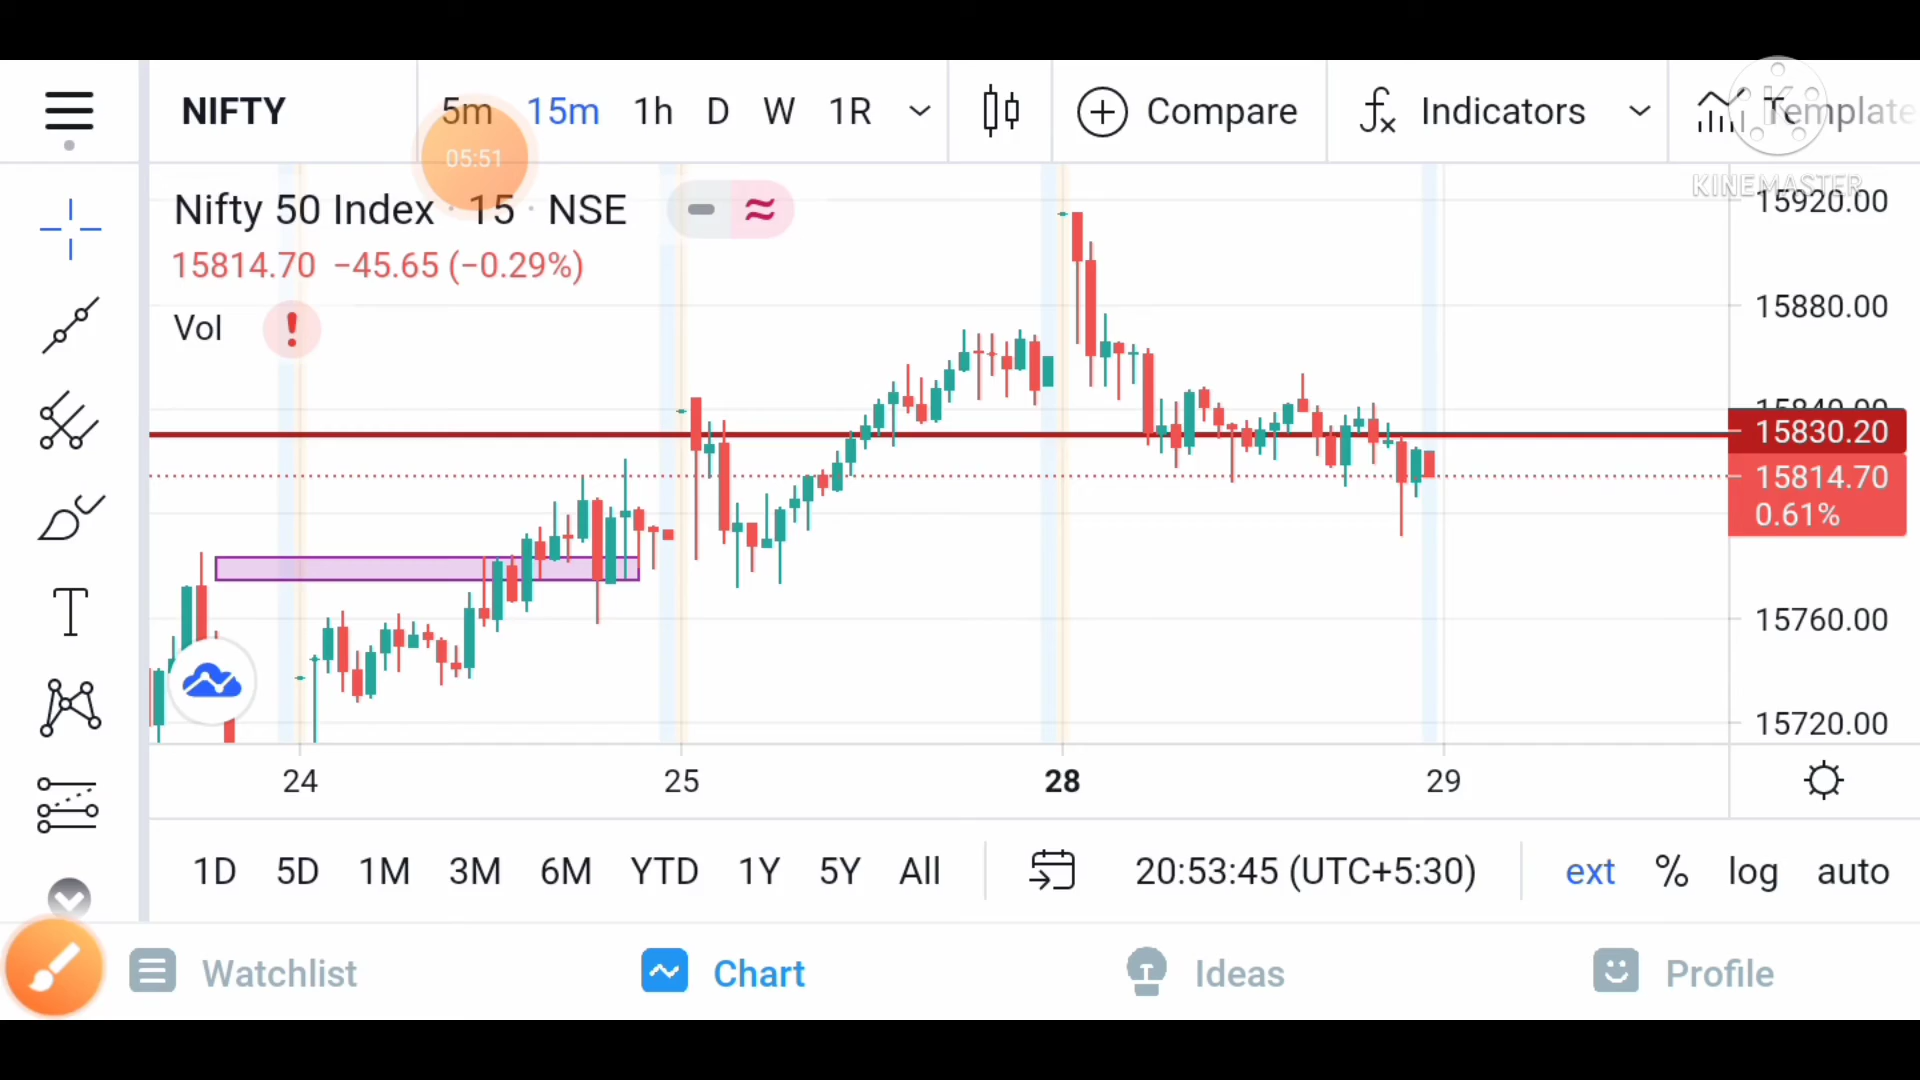 NIFTY 5m 15m 1h D W 1R Compare Indicators Template
05:51
KINEMASTER
Nifty 50 Index · 15 · NSE
15814.70 −45.65 (−0.29%)
Vol !
15920.00
15880.00
15840.00
15830.20
15814.70
0.61%
15760.00
15720.00
24 25 28 29
1D 5D 1M 3M 6M YTD 1Y 5Y All 20:53:45 (UTC+5:30) ext % log auto
Watchlist Chart Ideas Profile